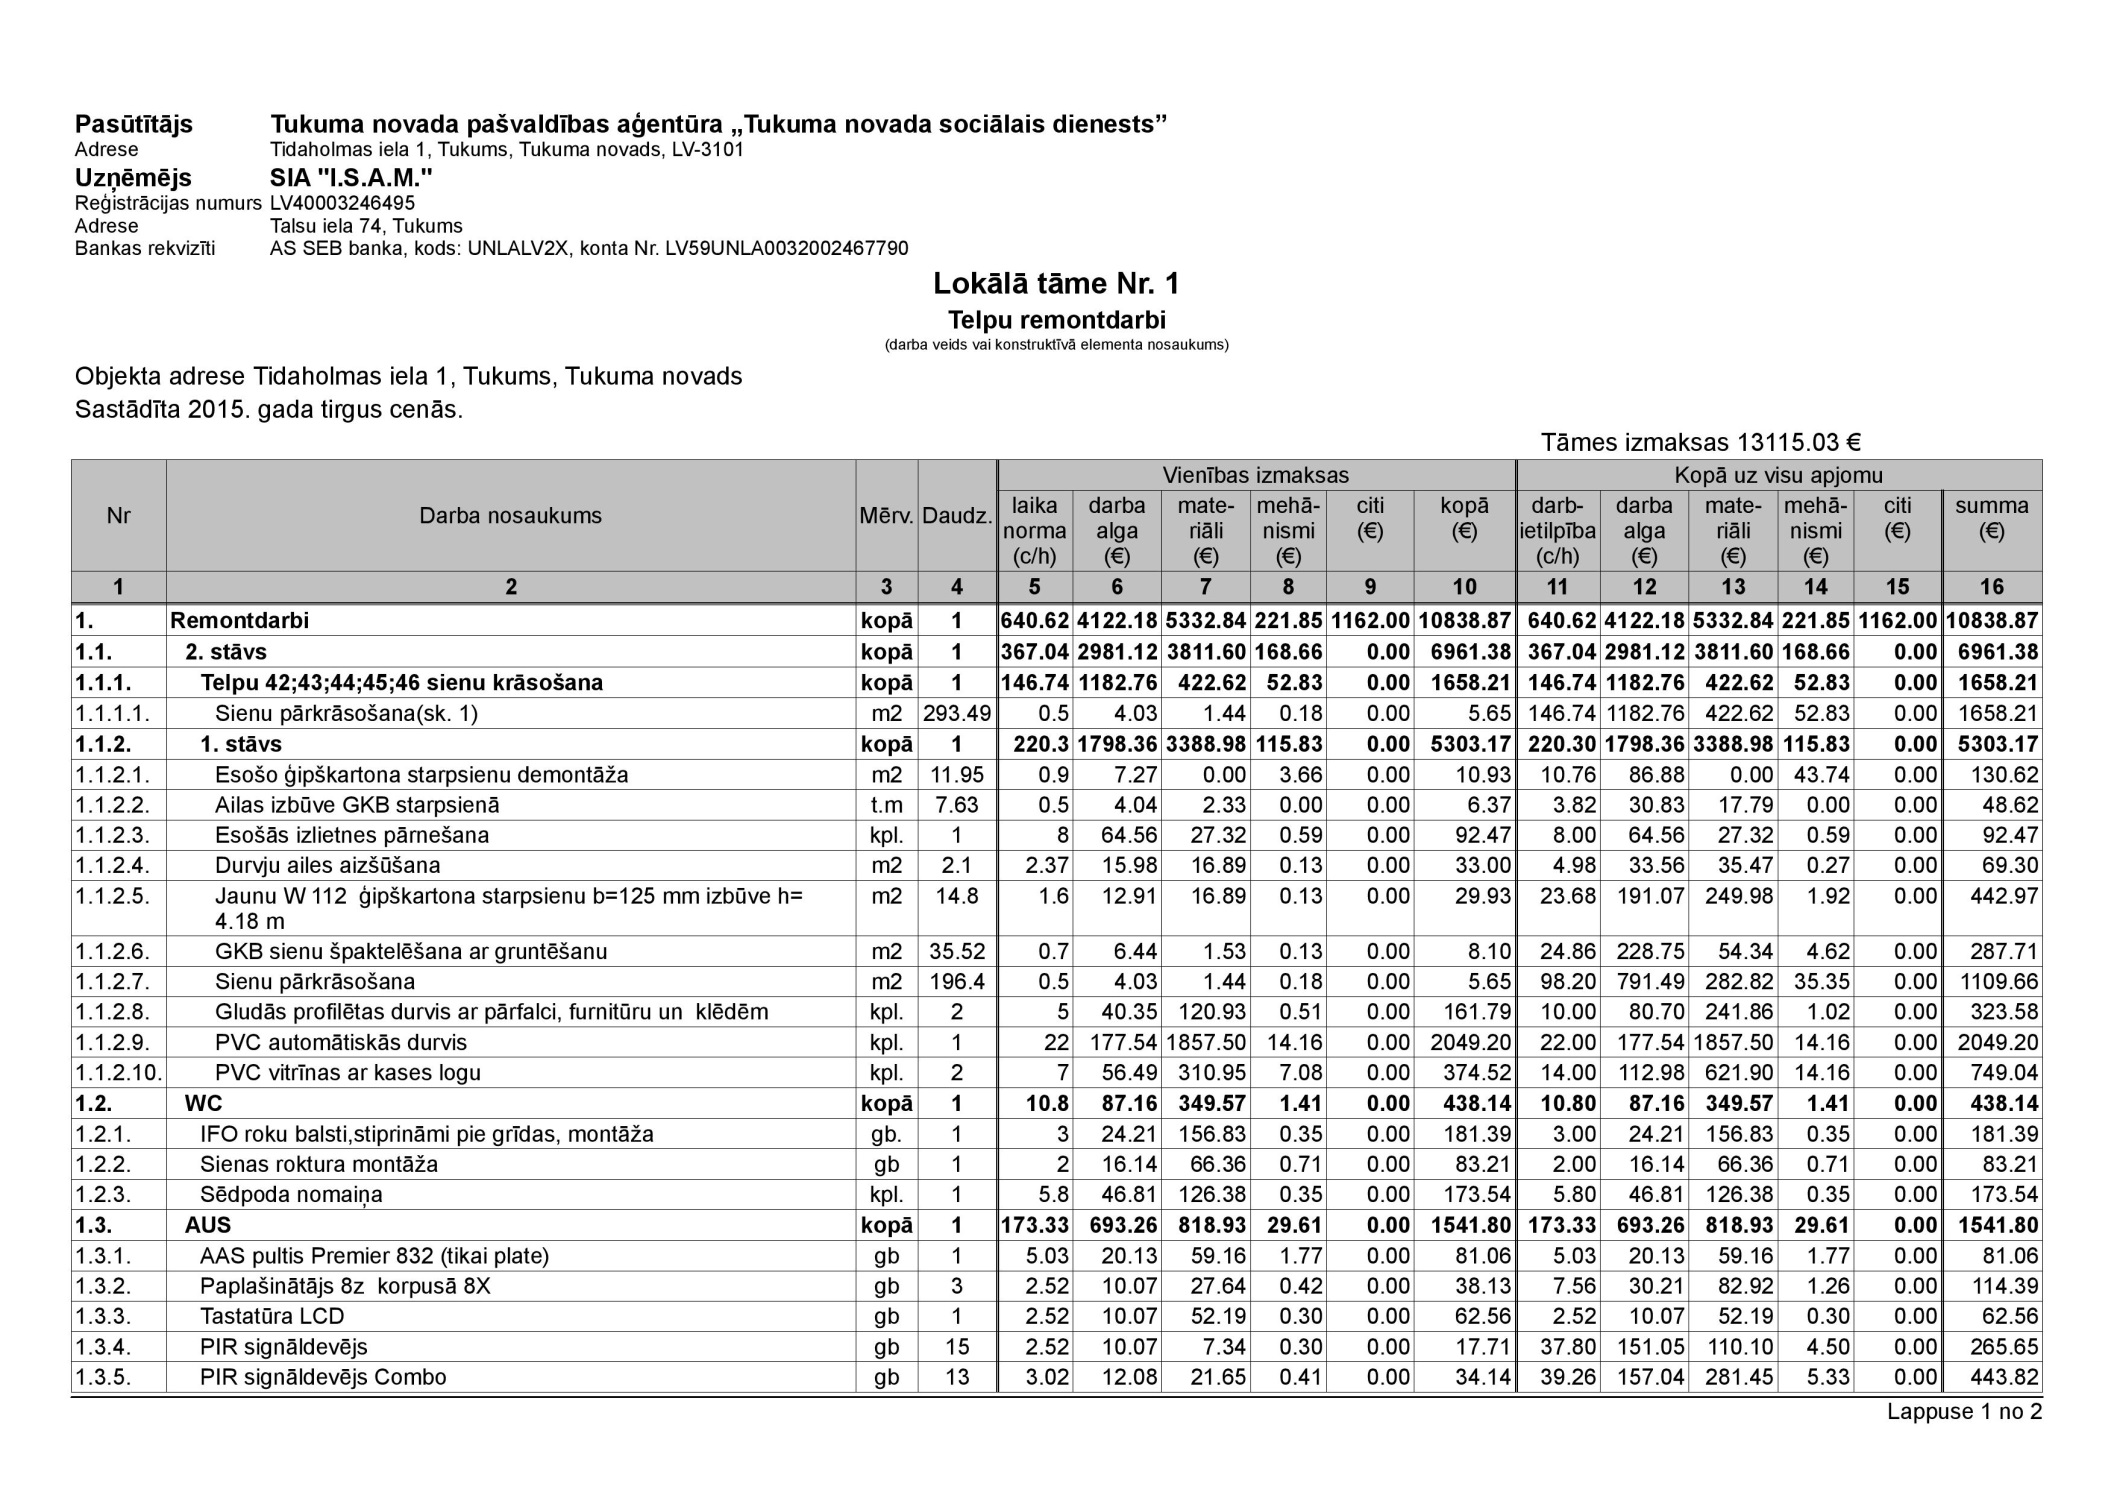 Pasūtītājs Tukuma novada pašvaldības aģentūra „Tukuma novada sociālais dienests”
Adrese Tidaholmas iela 1, Tukums, Tukuma novads, LV-3101
Uzņēmējs SIA "I.S.A.M."
Reģistrācijas numurs LV40003246495
Adrese Talsu iela 74, Tukums
Bankas rekvizīti AS SEB banka, kods: UNLALV2X, konta Nr. LV59UNLA0032002467790
Lokālā tāme Nr. 1
Telpu remontdarbi
(darba veids vai konstruktīvā elementa nosaukums)
Objekta adrese Tidaholmas iela 1, Tukums, Tukuma novads
Sastādīta 2015. gada tirgus cenās.
Tāmes izmaksas 13115.03 €
Vienības izmaksas Kopā uz visu apjomu
Nr Darba nosaukums Mērv. Daudz. laika norma (c/h) darba alga (€) mate-riāli (€) mehā-nismi (€) citi (€) kopā (€) darb-ietilpība (c/h) darba alga (€) mate-riāli (€) mehā-nismi (€) citi (€) summa (€)
1 2 3 4 5 6 7 8 9 10 11 12 13 14 15 16
1. Remontdarbi kopā 1 640.62 4122.18 5332.84 221.85 1162.00 10838.87 640.62 4122.18 5332.84 221.85 1162.00 10838.87
1.1. 2. stāvs kopā 1 367.04 2981.12 3811.60 168.66 0.00 6961.38 367.04 2981.12 3811.60 168.66 0.00 6961.38
1.1.1. Telpu 42;43;44;45;46 sienu krāsošana kopā 1 146.74 1182.76 422.62 52.83 0.00 1658.21 146.74 1182.76 422.62 52.83 0.00 1658.21
1.1.1.1. Sienu pārkrāsošana(sk. 1) m2 293.49 0.5 4.03 1.44 0.18 0.00 5.65 146.74 1182.76 422.62 52.83 0.00 1658.21
1.1.2. 1. stāvs kopā 1 220.3 1798.36 3388.98 115.83 0.00 5303.17 220.30 1798.36 3388.98 115.83 0.00 5303.17
1.1.2.1. Esošo ģipškartona starpsienu demontāža m2 11.95 0.9 7.27 0.00 3.66 0.00 10.93 10.76 86.88 0.00 43.74 0.00 130.62
1.1.2.2. Ailas izbūve GKB starpsienā t.m 7.63 0.5 4.04 2.33 0.00 0.00 6.37 3.82 30.83 17.79 0.00 0.00 48.62
1.1.2.3. Esošās izlietnes pārnešana kpl. 1 8 64.56 27.32 0.59 0.00 92.47 8.00 64.56 27.32 0.59 0.00 92.47
1.1.2.4. Durvju ailes aizšūšana m2 2.1 2.37 15.98 16.89 0.13 0.00 33.00 4.98 33.56 35.47 0.27 0.00 69.30
1.1.2.5. Jaunu W 112 ģipškartona starpsienu b=125 mm izbūve h= m2 14.8 1.6 12.91 16.89 0.13 0.00 29.93 23.68 191.07 249.98 1.92 0.00 442.97
4.18 m
1.1.2.6. GKB sienu špaktelēšana ar gruntēšanu m2 35.52 0.7 6.44 1.53 0.13 0.00 8.10 24.86 228.75 54.34 4.62 0.00 287.71
1.1.2.7. Sienu pārkrāsošana m2 196.4 0.5 4.03 1.44 0.18 0.00 5.65 98.20 791.49 282.82 35.35 0.00 1109.66
1.1.2.8. Gludās profilētas durvis ar pārfalci, furnitūru un klēdēm kpl. 2 5 40.35 120.93 0.51 0.00 161.79 10.00 80.70 241.86 1.02 0.00 323.58
1.1.2.9. PVC automātiskās durvis kpl. 1 22 177.54 1857.50 14.16 0.00 2049.20 22.00 177.54 1857.50 14.16 0.00 2049.20
1.1.2.10. PVC vitrīnas ar kases logu kpl. 2 7 56.49 310.95 7.08 0.00 374.52 14.00 112.98 621.90 14.16 0.00 749.04
1.2. WC kopā 1 10.8 87.16 349.57 1.41 0.00 438.14 10.80 87.16 349.57 1.41 0.00 438.14
1.2.1. IFO roku balsti,stiprināmi pie grīdas, montāža gb. 1 3 24.21 156.83 0.35 0.00 181.39 3.00 24.21 156.83 0.35 0.00 181.39
1.2.2. Sienas roktura montāža gb 1 2 16.14 66.36 0.71 0.00 83.21 2.00 16.14 66.36 0.71 0.00 83.21
1.2.3. Sēdpoda nomaiņa kpl. 1 5.8 46.81 126.38 0.35 0.00 173.54 5.80 46.81 126.38 0.35 0.00 173.54
1.3. AUS kopā 1 173.33 693.26 818.93 29.61 0.00 1541.80 173.33 693.26 818.93 29.61 0.00 1541.80
1.3.1. AAS pultis Premier 832 (tikai plate) gb 1 5.03 20.13 59.16 1.77 0.00 81.06 5.03 20.13 59.16 1.77 0.00 81.06
1.3.2. Paplašinātājs 8z korpusā 8X gb 3 2.52 10.07 27.64 0.42 0.00 38.13 7.56 30.21 82.92 1.26 0.00 114.39
1.3.3. Tastatūra LCD gb 1 2.52 10.07 52.19 0.30 0.00 62.56 2.52 10.07 52.19 0.30 0.00 62.56
1.3.4. PIR signāldevējs gb 15 2.52 10.07 7.34 0.30 0.00 17.71 37.80 151.05 110.10 4.50 0.00 265.65
1.3.5. PIR signāldevējs Combo gb 13 3.02 12.08 21.65 0.41 0.00 34.14 39.26 157.04 281.45 5.33 0.00 443.82
Lappuse 1 no 2